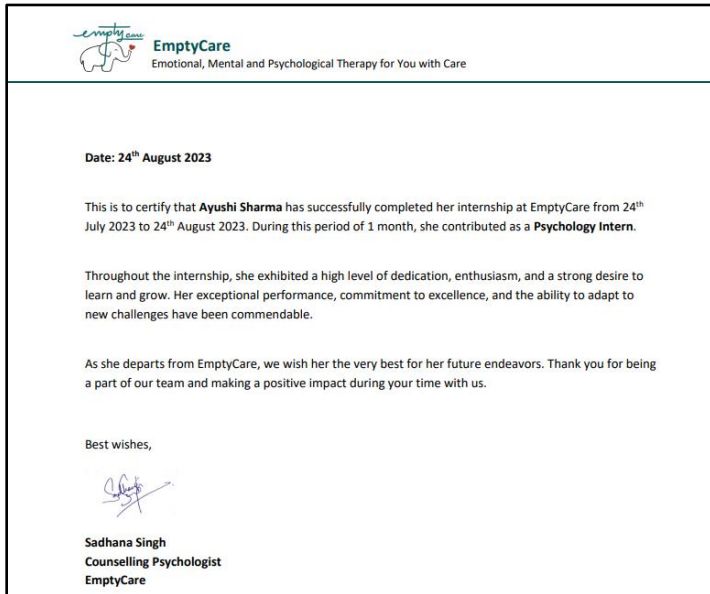 empty care
EmptyCare
Emotional, Mental and Psychological Therapy for You with Care
Date: 24th August 2023
This is to certify that Ayushi Sharma has successfully completed her internship at EmptyCare from 24th
July 2023 to 24th August 2023. During this period of 1 month, she contributed as a Psychology Intern.
Throughout the internship, she exhibited a high level of dedication, enthusiasm, and a strong desire to
learn and grow. Her exceptional performance, commitment to excellence, and the ability to adapt to
new challenges have been commendable.
As she departs from EmptyCare, we wish her the very best for her future endeavors. Thank you for being
a part of our team and making a positive impact during your time with us.
Best wishes,
Sadhana Singh
Counselling Psychologist
EmptyCare